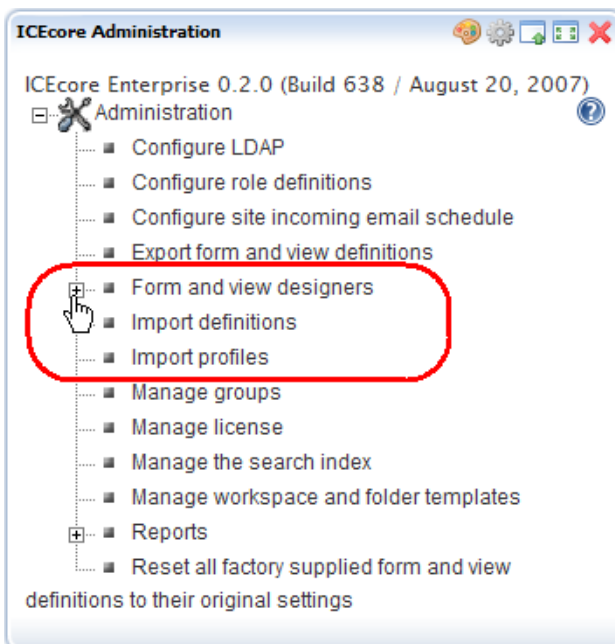 ICEcore Administration
ICEcore Enterprise 0.2.0 (Build 638 / August 20, 2007)
Administration
Configure LDAP
Configure role definitions
Configure site incoming email schedule
Export form and view definitions
Form and view designers
Import definitions
Import profiles
Manage groups
Manage license
Manage the search index
Manage workspace and folder templates
Reports
Reset all factory supplied form and view
definitions to their original settings